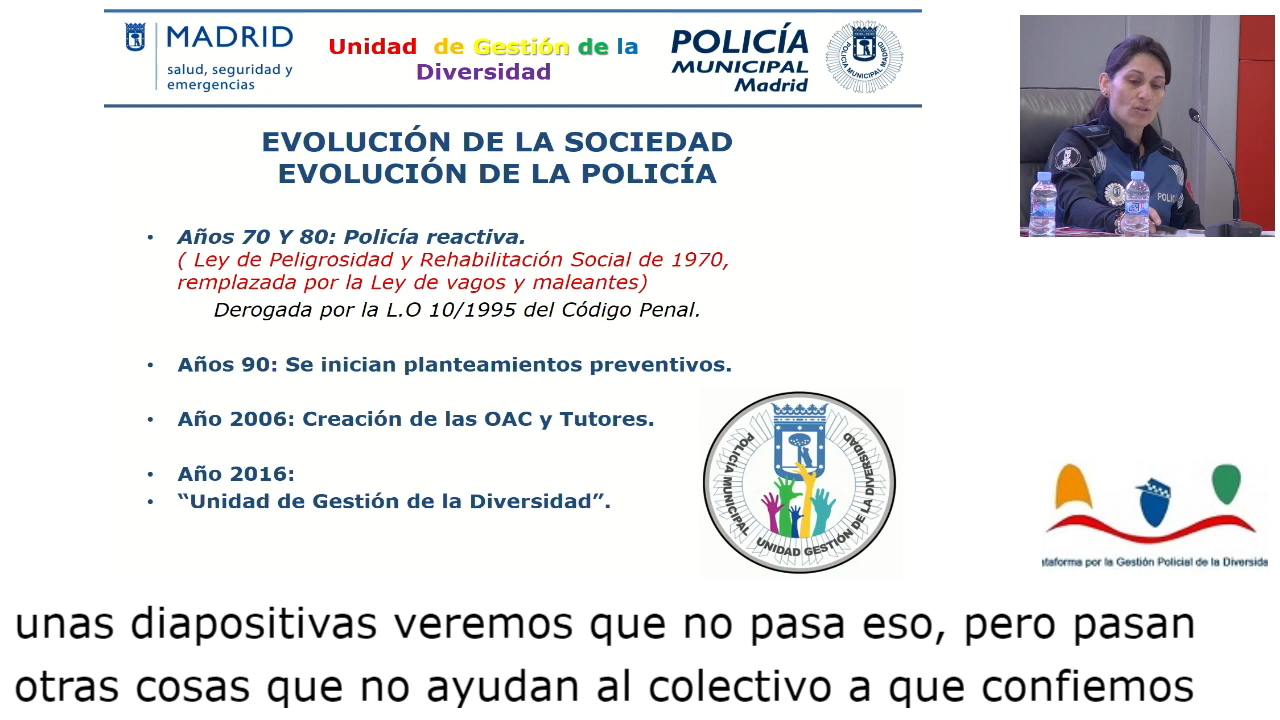 MADRID
salud, seguridad y
emergencias
Unidad de Gestión de la
Diversidad
POLICÍA
MUNICIPAL
Madrid
POLICÍA MUNICIPAL MADRID
EVOLUCIÓN DE LA SOCIEDAD
EVOLUCIÓN DE LA POLICÍA
• Años 70 Y 80: Policía reactiva.
( Ley de Peligrosidad y Rehabilitación Social de 1970,
remplazada por la Ley de vagos y maleantes)
Derogada por la L.O 10/1995 del Código Penal.
• Años 90: Se inician planteamientos preventivos.
• Año 2006: Creación de las OAC y Tutores.
• Año 2016:
• “Unidad de Gestión de la Diversidad”.
POLICÍA MUNICIPAL
UNIDAD GESTIÓN DE LA DIVERSIDAD
POLIC
ataforma por la Gestión Policial de la Diversida
unas diapositivas veremos que no pasa eso, pero pasan
otras cosas que no ayudan al colectivo a que confiemos